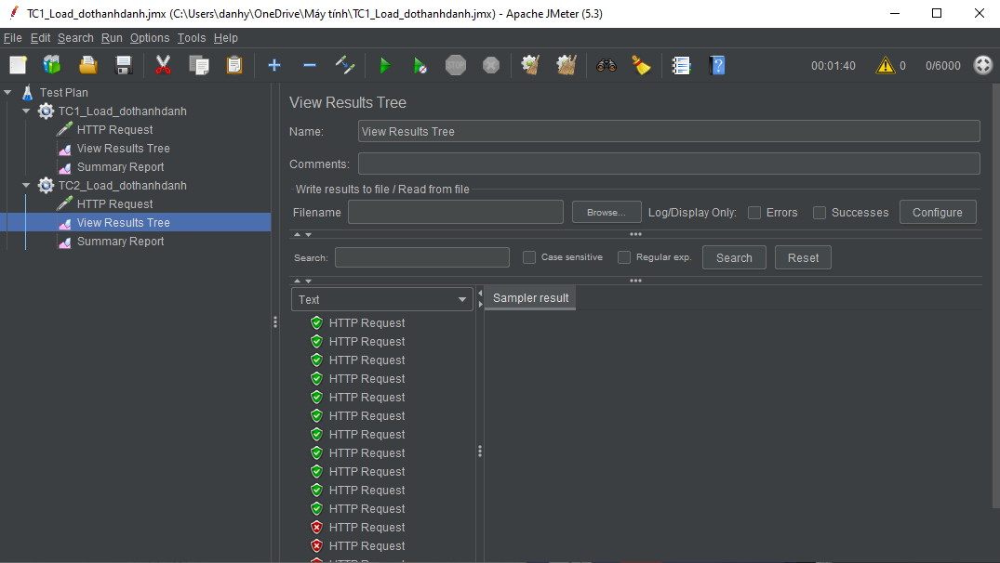 TC1_Load_dothanhdanh.jmx (C:\Users\danhy\OneDrive\Máy tính\TC1_Load_dothanhdanh.jmx) - Apache JMeter (5.3)
File Edit Search Run Options Tools Help
STOP 00:01:40 0 0/6000
Test Plan
TC1_Load_dothanhdanh
HTTP Request
View Results Tree
Summary Report
TC2_Load_dothanhdanh
HTTP Request
View Results Tree
Summary Report
View Results Tree
Name: View Results Tree
Comments:
Write results to file / Read from file
Filename Browse... Log/Display Only: Errors Successes Configure
Search: Case sensitive Regular exp. Search Reset
Text
Sampler result
HTTP Request
HTTP Request
HTTP Request
HTTP Request
HTTP Request
HTTP Request
HTTP Request
HTTP Request
HTTP Request
HTTP Request
HTTP Request
HTTP Request
HTTP Request
HTTP Request